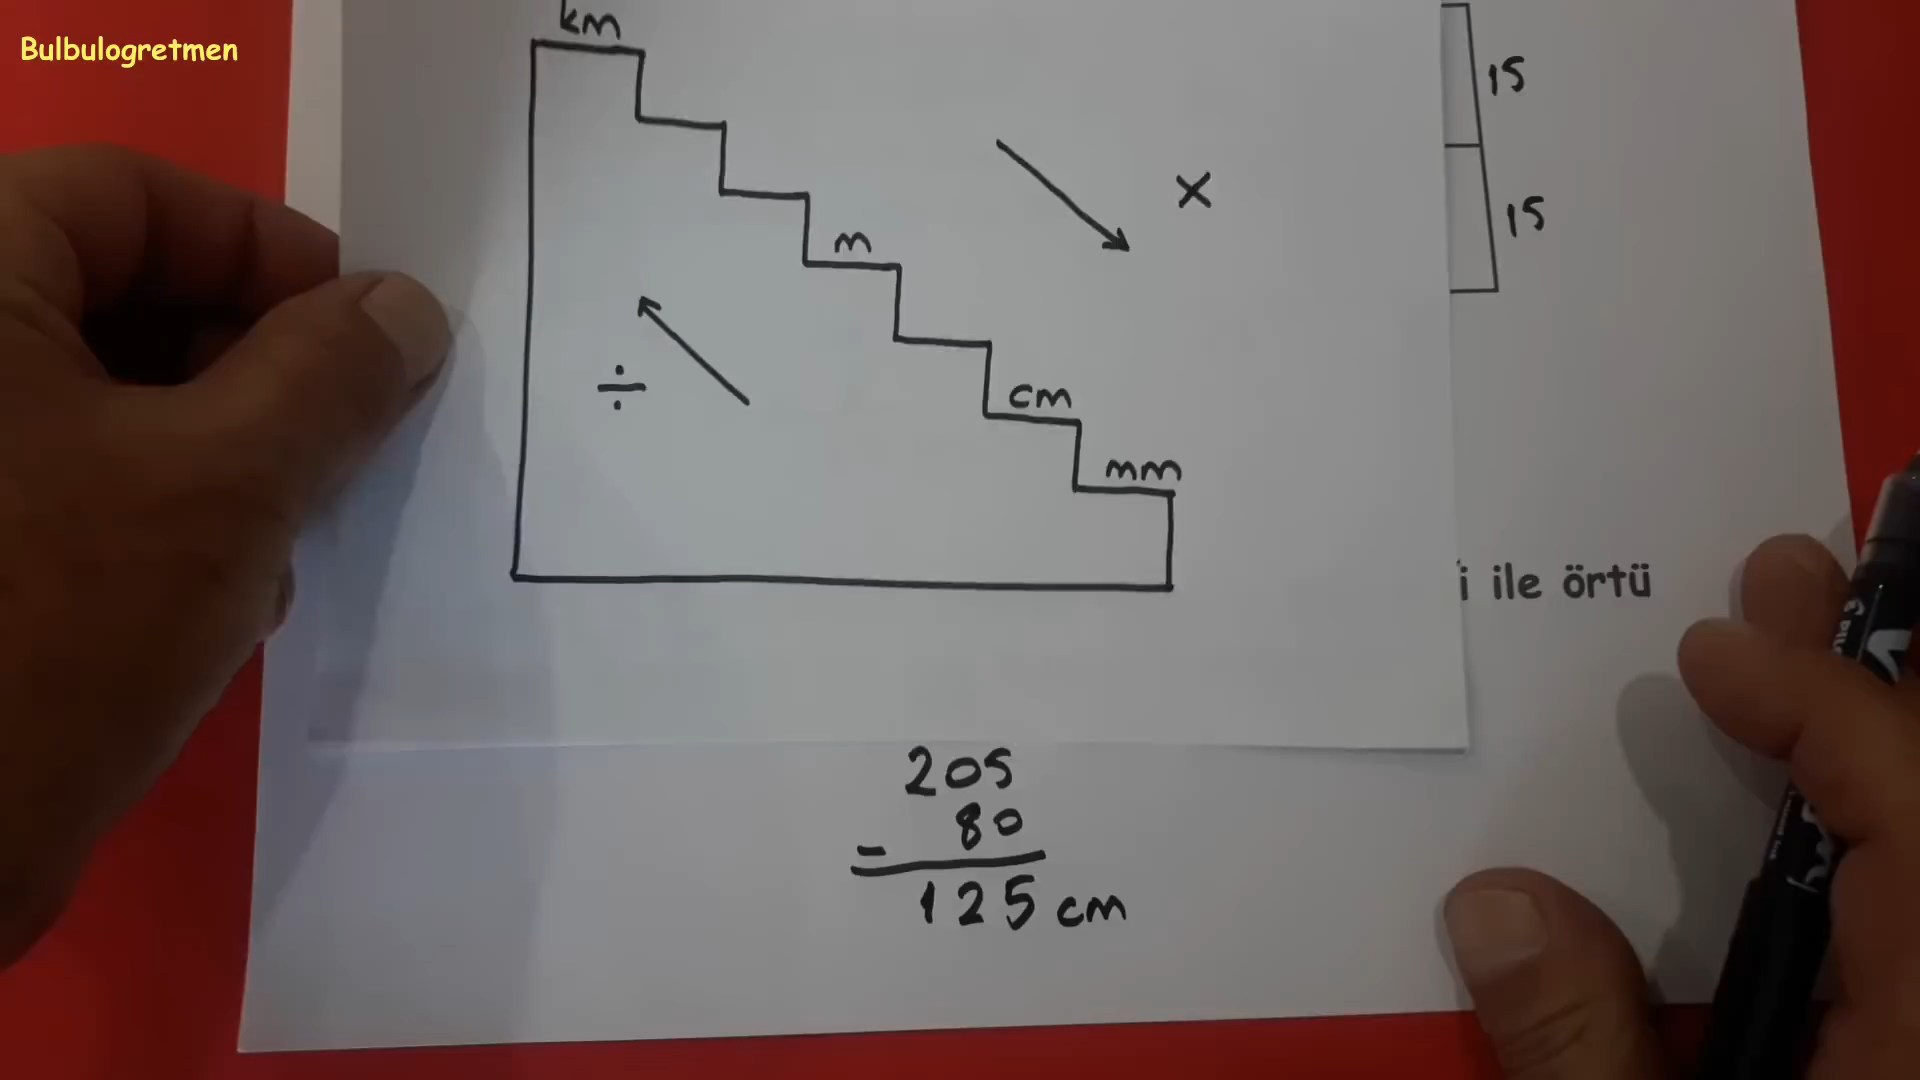 Bulbulogretmen
km
15
×
15
m
÷
cm
mm
i ile örtü
205
80
-
125 cm